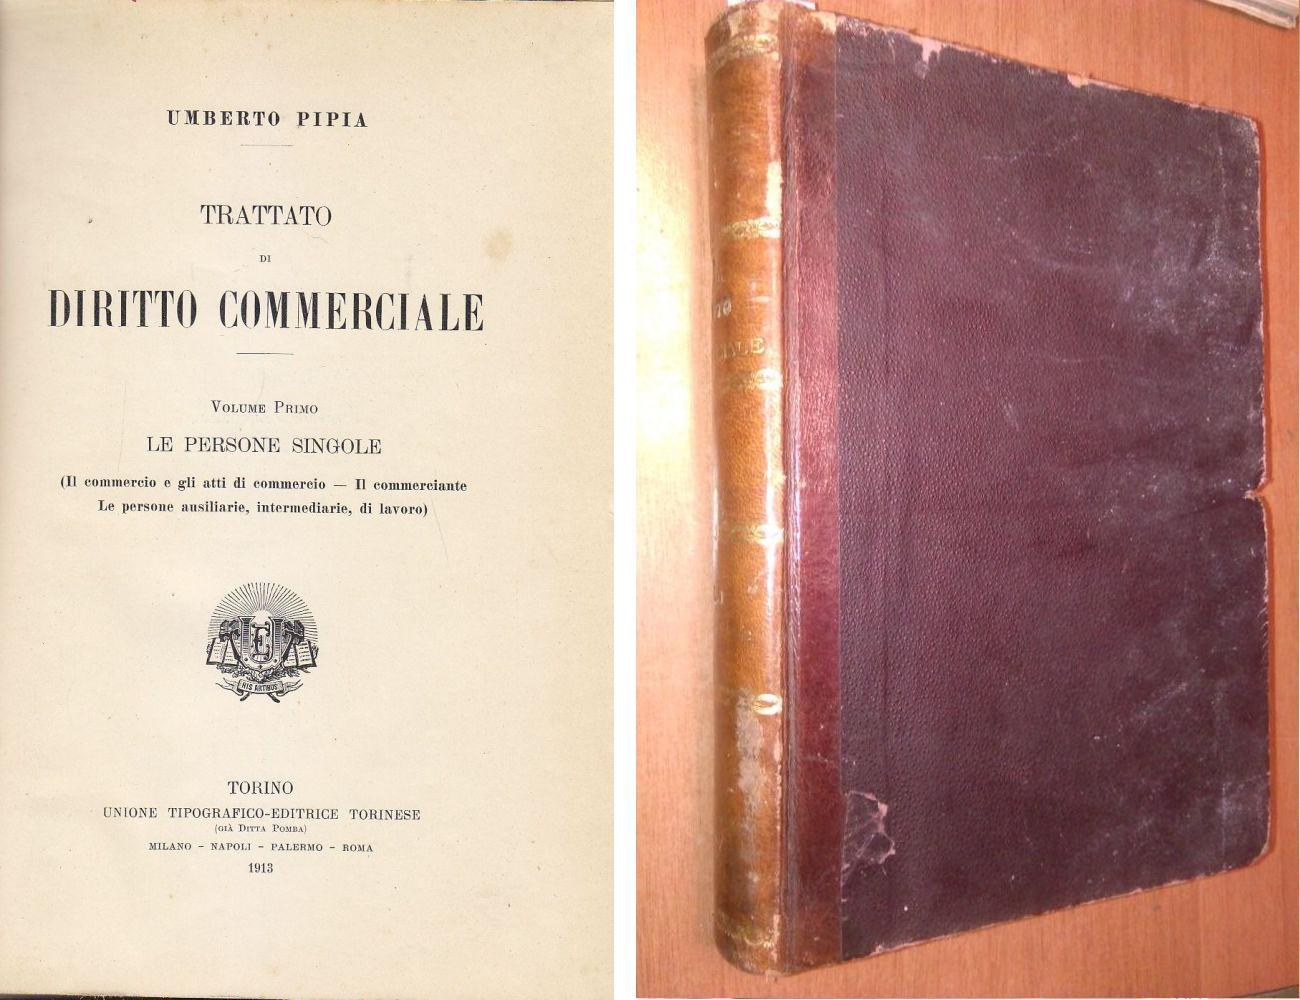 UMBERTO PIPIA
TRATTATO
DI
DIRITTO COMMERCIALE
VOLUME PRIMO
LE PERSONE SINGOLE
(Il commercio e gli atti di commercio — Il commerciante
Le persone ausiliarie, intermediarie, di lavoro)
HIS ARTIBUS
TORINO
UNIONE TIPOGRAFICO-EDITRICE TORINESE
(GIÀ DITTA POMBA)
MILANO - NAPOLI - PALERMO - ROMA
1913